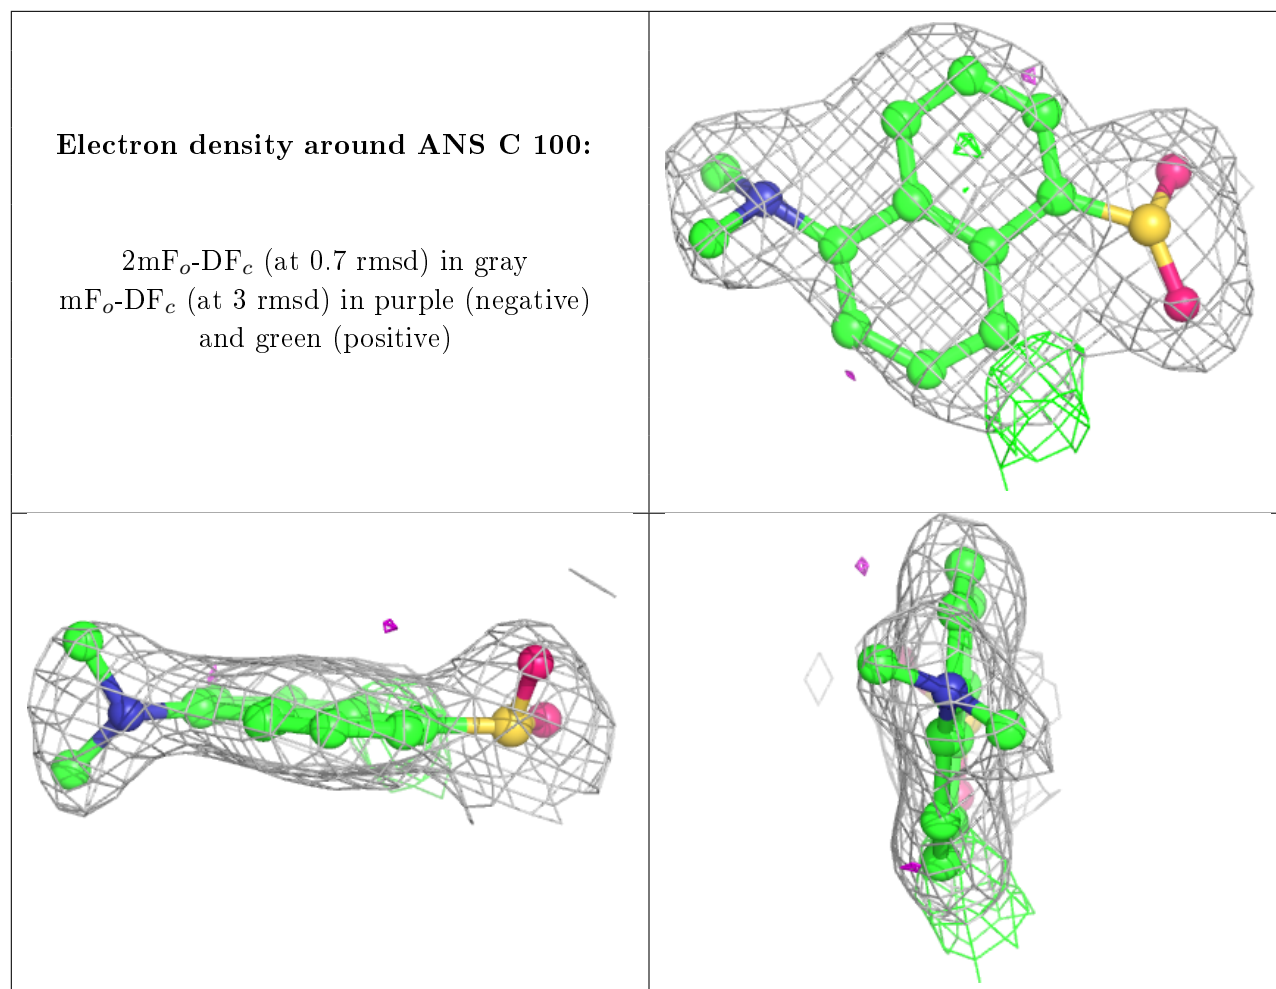 Electron density around ANS C 100:
2mFₒ-DF𝒸 (at 0.7 rmsd) in gray
mFₒ-DF𝒸 (at 3 rmsd) in purple (negative)
and green (positive)